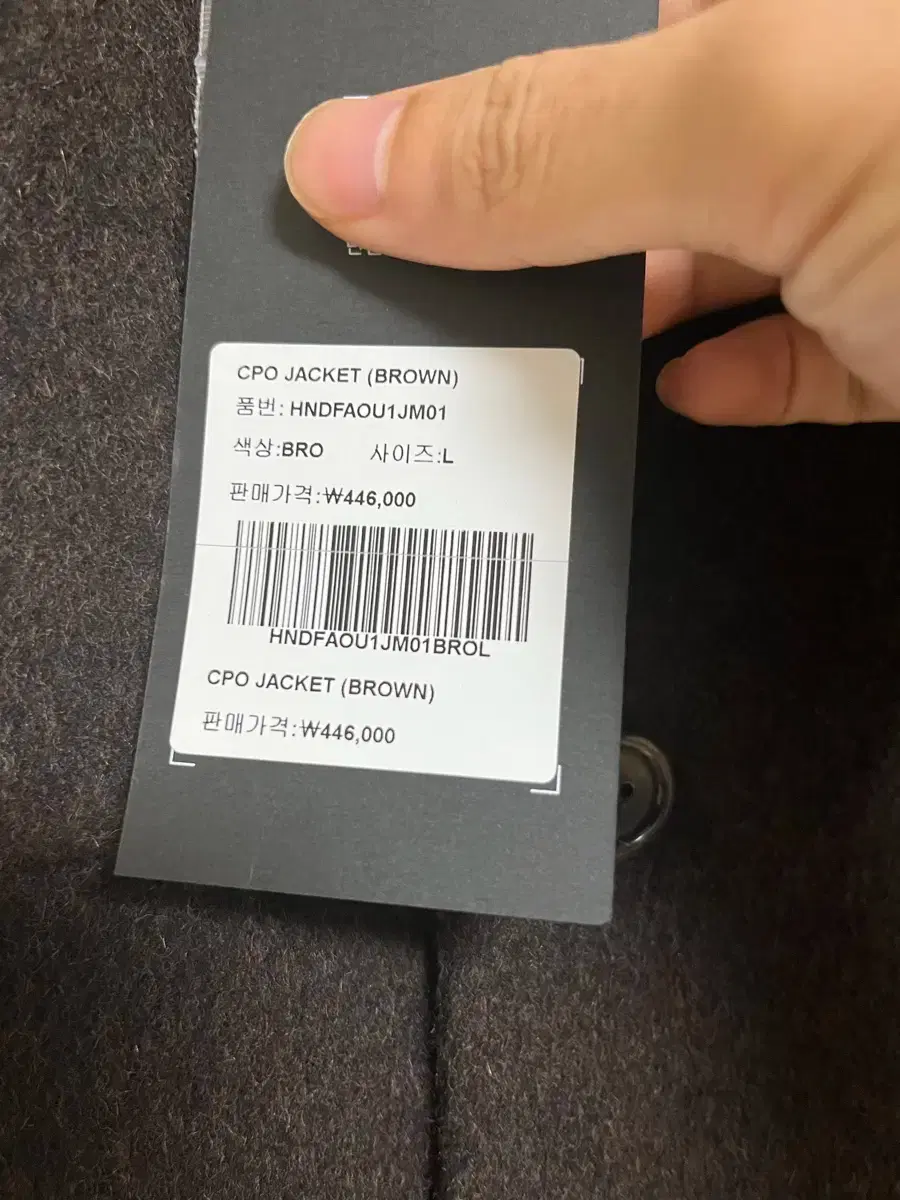 CPO JACKET (BROWN)
품번: HNDFAOU1JM01
색상:BRO 사이즈:L
판매가격:₩446,000
HNDFAOU1JM01BROL
CPO JACKET (BROWN)
판매가격:₩446,000